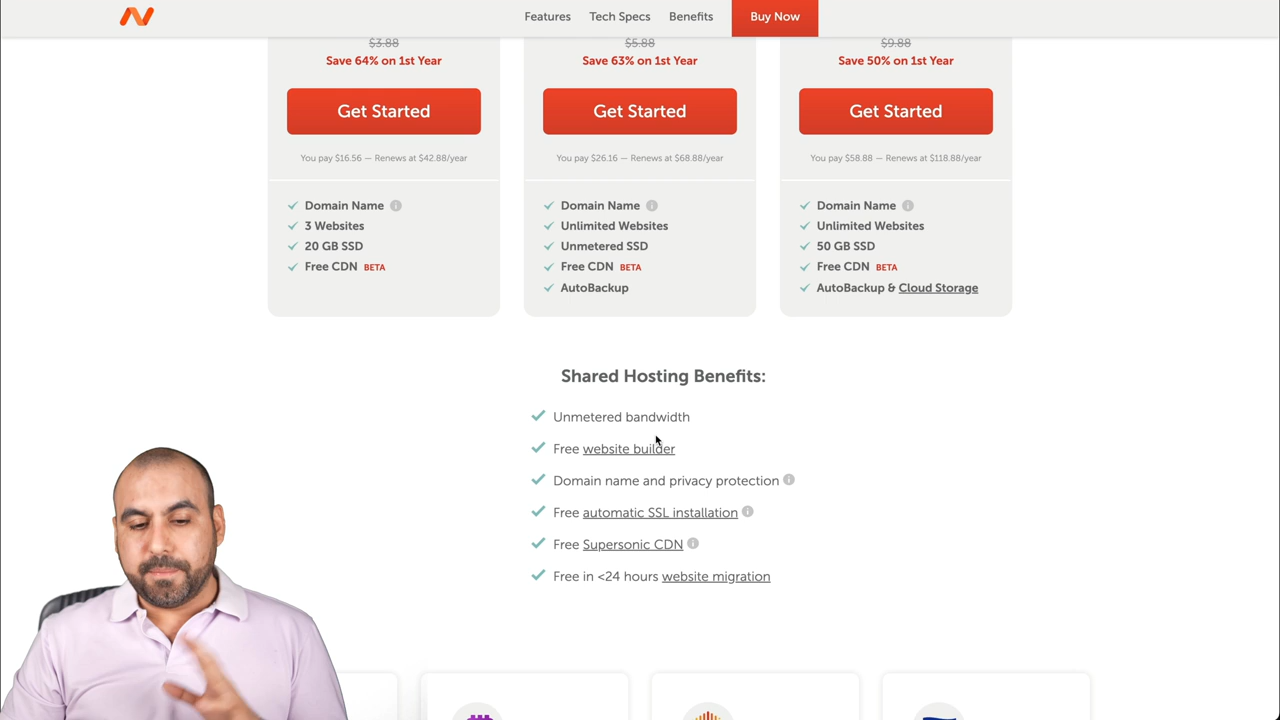 Features Tech Specs Benefits Buy Now
$3.88
Save 64% on 1st Year
Get Started
You pay $16.56 — Renews at $42.88/year
Domain Name
3 Websites
20 GB SSD
Free CDN BETA
$5.88
Save 63% on 1st Year
Get Started
You pay $26.16 — Renews at $68.88/year
Domain Name
Unlimited Websites
Unmetered SSD
Free CDN BETA
AutoBackup
$9.88
Save 50% on 1st Year
Get Started
You pay $58.88 — Renews at $118.88/year
Domain Name
Unlimited Websites
50 GB SSD
Free CDN BETA
AutoBackup & Cloud Storage
Shared Hosting Benefits:
Unmetered bandwidth
Free website builder
Domain name and privacy protection
Free automatic SSL installation
Free Supersonic CDN
Free in <24 hours website migration